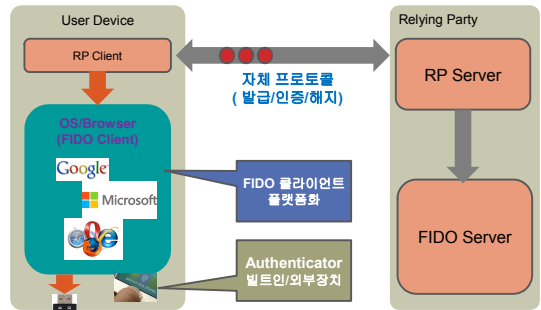 User Device
Relying Party
RP Client
RP Server
자체 프로토콜
( 발급/인증/해지)
OS/Browser
(FIDO Client)
Google
Microsoft
FIDO 클라이언트
플랫폼화
FIDO Server
Authenticator
빌트인/외부장치